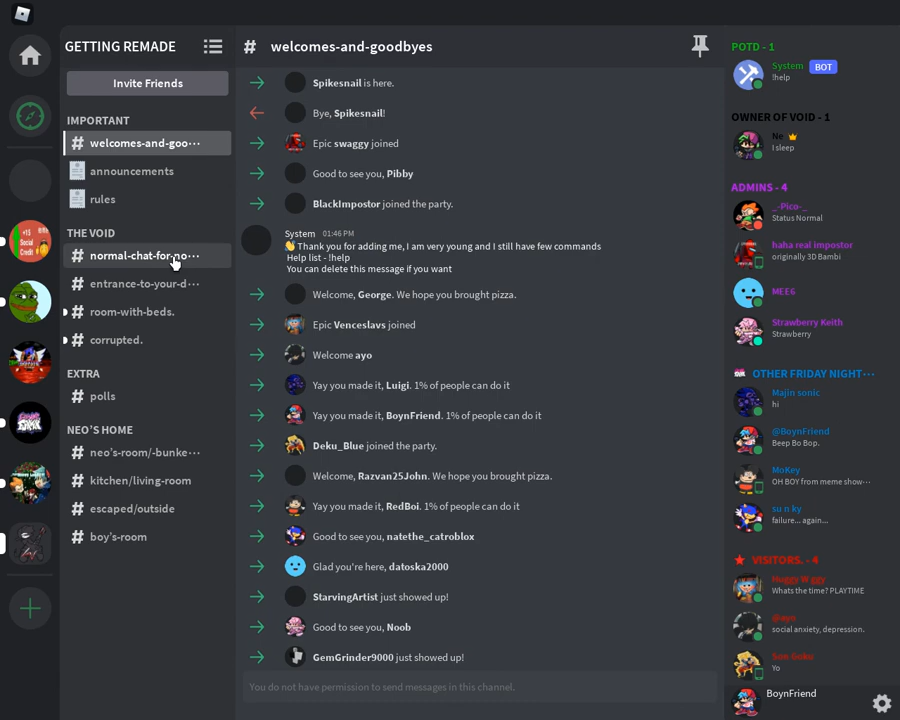 GETTING REMADE
Invite Friends
IMPORTANT
# welcomes-and-goo···
announcements
rules
THE VOID
# normal-chat-for-no···
# entrance-to-your-d···
# room-with-beds.
# corrupted.
EXTRA
# polls
NEO'S HOME
# neo's-room/-bunke···
# kitchen/living-room
# escaped/outside
# boy's-room
# welcomes-and-goodbyes
Spikesnail is here.
Bye, Spikesnail!
Epic swaggy joined
Good to see you, Pibby
BlackImpostor joined the party.
System 01:46 PM
👋 Thank you for adding me, I am very young and I still have few commands
Help list - !help
You can delete this message if you want
Welcome, George. We hope you brought pizza.
Epic Venceslavs joined
Welcome ayo
Yay you made it, Luigi. 1% of people can do it
Yay you made it, BoynFriend. 1% of people can do it
Deku_Blue joined the party.
Welcome, Razvan25John. We hope you brought pizza.
Yay you made it, RedBoi. 1% of people can do it
Good to see you, natethe_catroblox
Glad you're here, datoska2000
StarvingArtist just showed up!
Good to see you, Noob
GemGrinder9000 just showed up!
You do not have permission to send messages in this channel.
POTD - 1
System BOT
!help
OWNER OF VOID - 1
Ne
I sleep
ADMINS - 4
_-Pico-_
Status Normal
haha real impostor
originally 3D Bambi
MEE6
Strawberry Keith
Strawberry
OTHER FRIDAY NIGHT···
Majin sonic
hi
@BoynFriend
Beep Bo Bop.
MoKey
OH BOY from meme show···
su n ky
failure... again...
VISITORS. - 4
Huggy W ggy
Whats the time? PLAYTIME
@ayo
social anxiety, depression.
Son Goku
Yo
BoynFriend